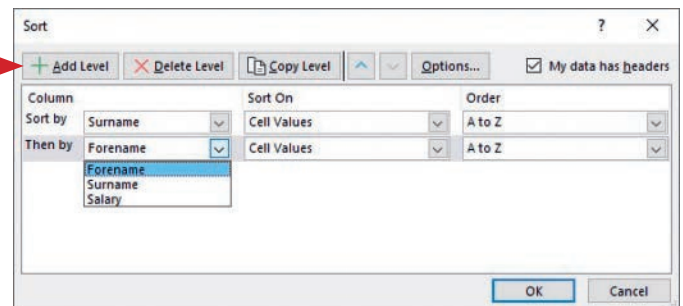 Sort ? ×
Add Level Delete Level Copy Level Options... My data has headers
Column Sort On Order
Sort by Surname Cell Values A to Z
Then by Forename Cell Values A to Z
Forename
Surname
Salary
OK Cancel